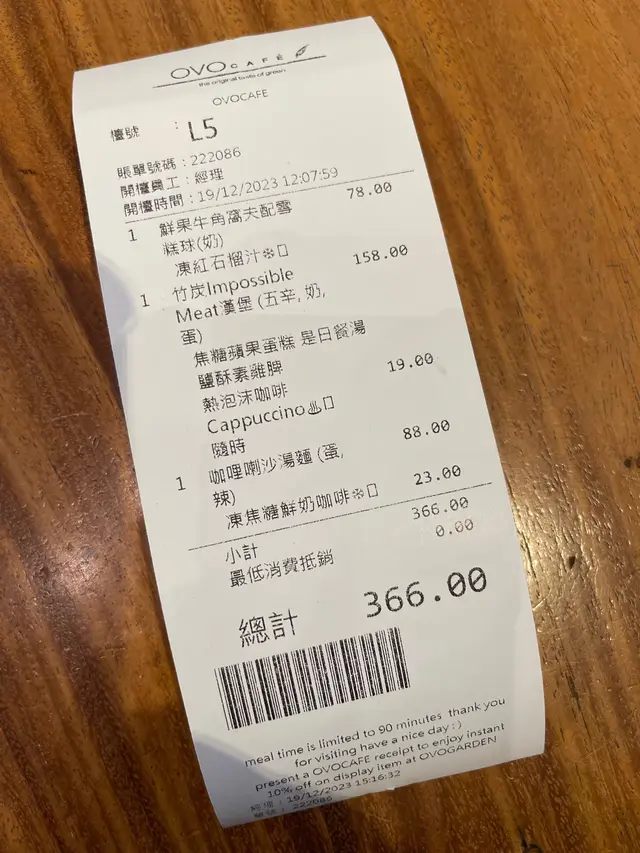 OVOCAFÉ
the original taste of green
OVOCAFE
檯號 : L5
賬單號碼 : 222086
開檯員工 : 經理
開檯時間 : 19/12/2023 12:07:59
1 鮮果牛角窩夫配雪 78.00
糕球(奶)
凍紅石榴汁❄
1 竹炭Impossible 158.00
Meat漢堡 (五辛, 奶,
蛋)
焦糖蘋果蛋糕 是日餐湯
鹽酥素雞脾
熱泡沫咖啡 19.00
Cappuccino♨
隨時
1 咖哩喇沙湯麵 (蛋, 88.00
辣)
凍焦糖鮮奶咖啡❄ 23.00
小計 366.00
最低消費抵銷 0.00
總計 366.00
meal time is limited to 90 minutes thank you
for visiting have a nice day : )
present a OVOCAFE receipt to enjoy instant
10% off on display item at OVOGARDEN
經理 : 19/12/2023 15:16:32
單號 : 222086